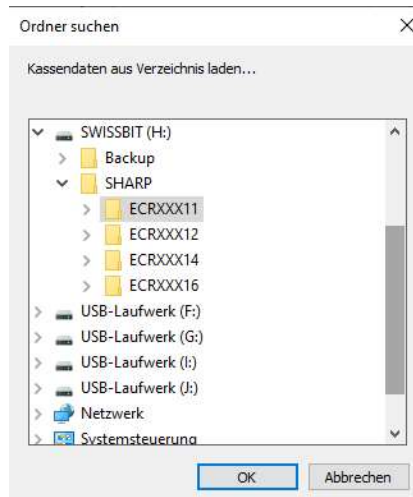 Ordner suchen
Kassendaten aus Verzeichnis laden...
SWISSBIT (H:)
Backup
SHARP
ECRXXX11
ECRXXX12
ECRXXX14
ECRXXX16
USB-Laufwerk (F:)
USB-Laufwerk (G:)
USB-Laufwerk (I:)
USB-Laufwerk (J:)
Netzwerk
Systemsteuerung
OK Abbrechen